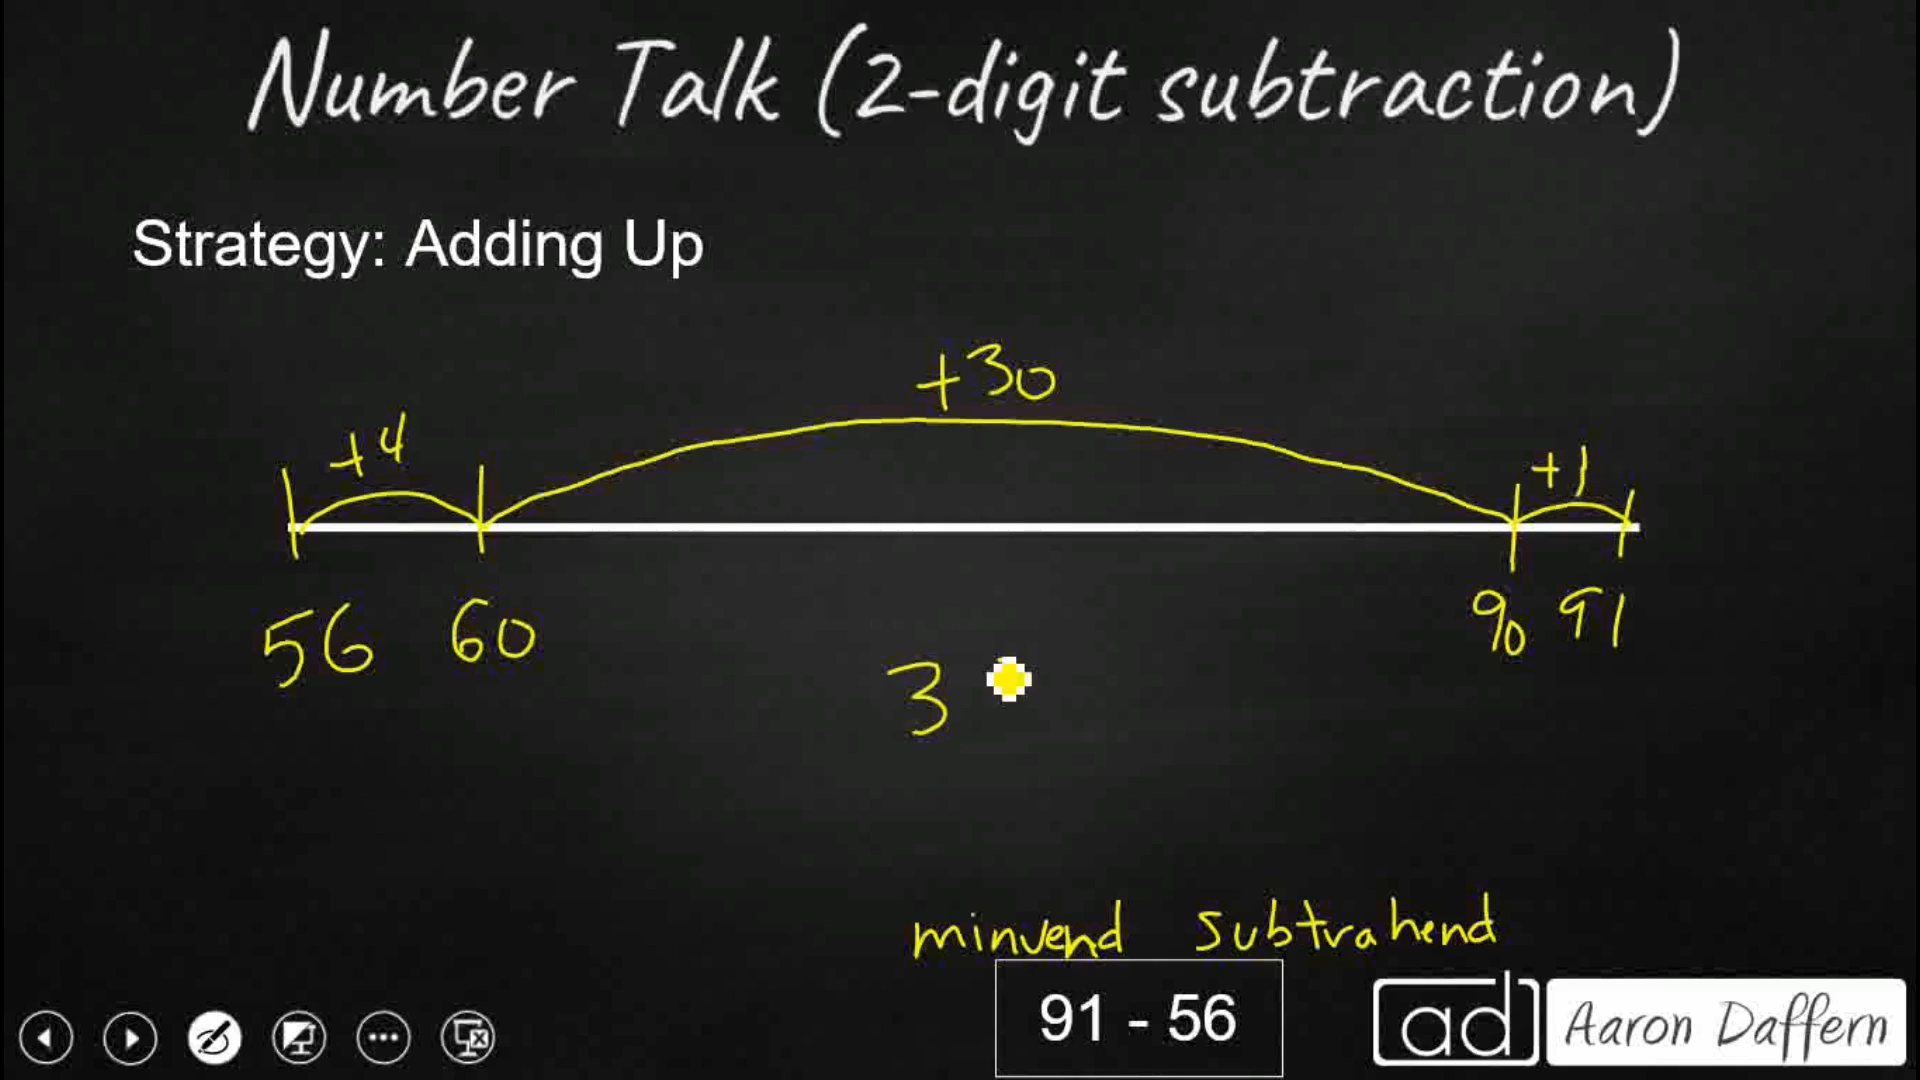 Number Talk (2-digit subtraction)
Strategy: Adding Up
+30
+4
+1
56 60 90 91
3
minvend subtrahend
91 - 56
ad Aaron Daffern